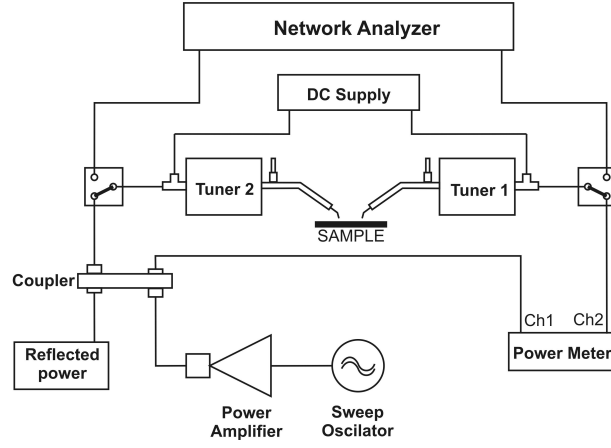 Network Analyzer
DC Supply
Tuner 2
Tuner 1
SAMPLE
Coupler
Ch1 Ch2
Reflected
power
Power Meter
Power
Amplifier
Sweep
Oscilator